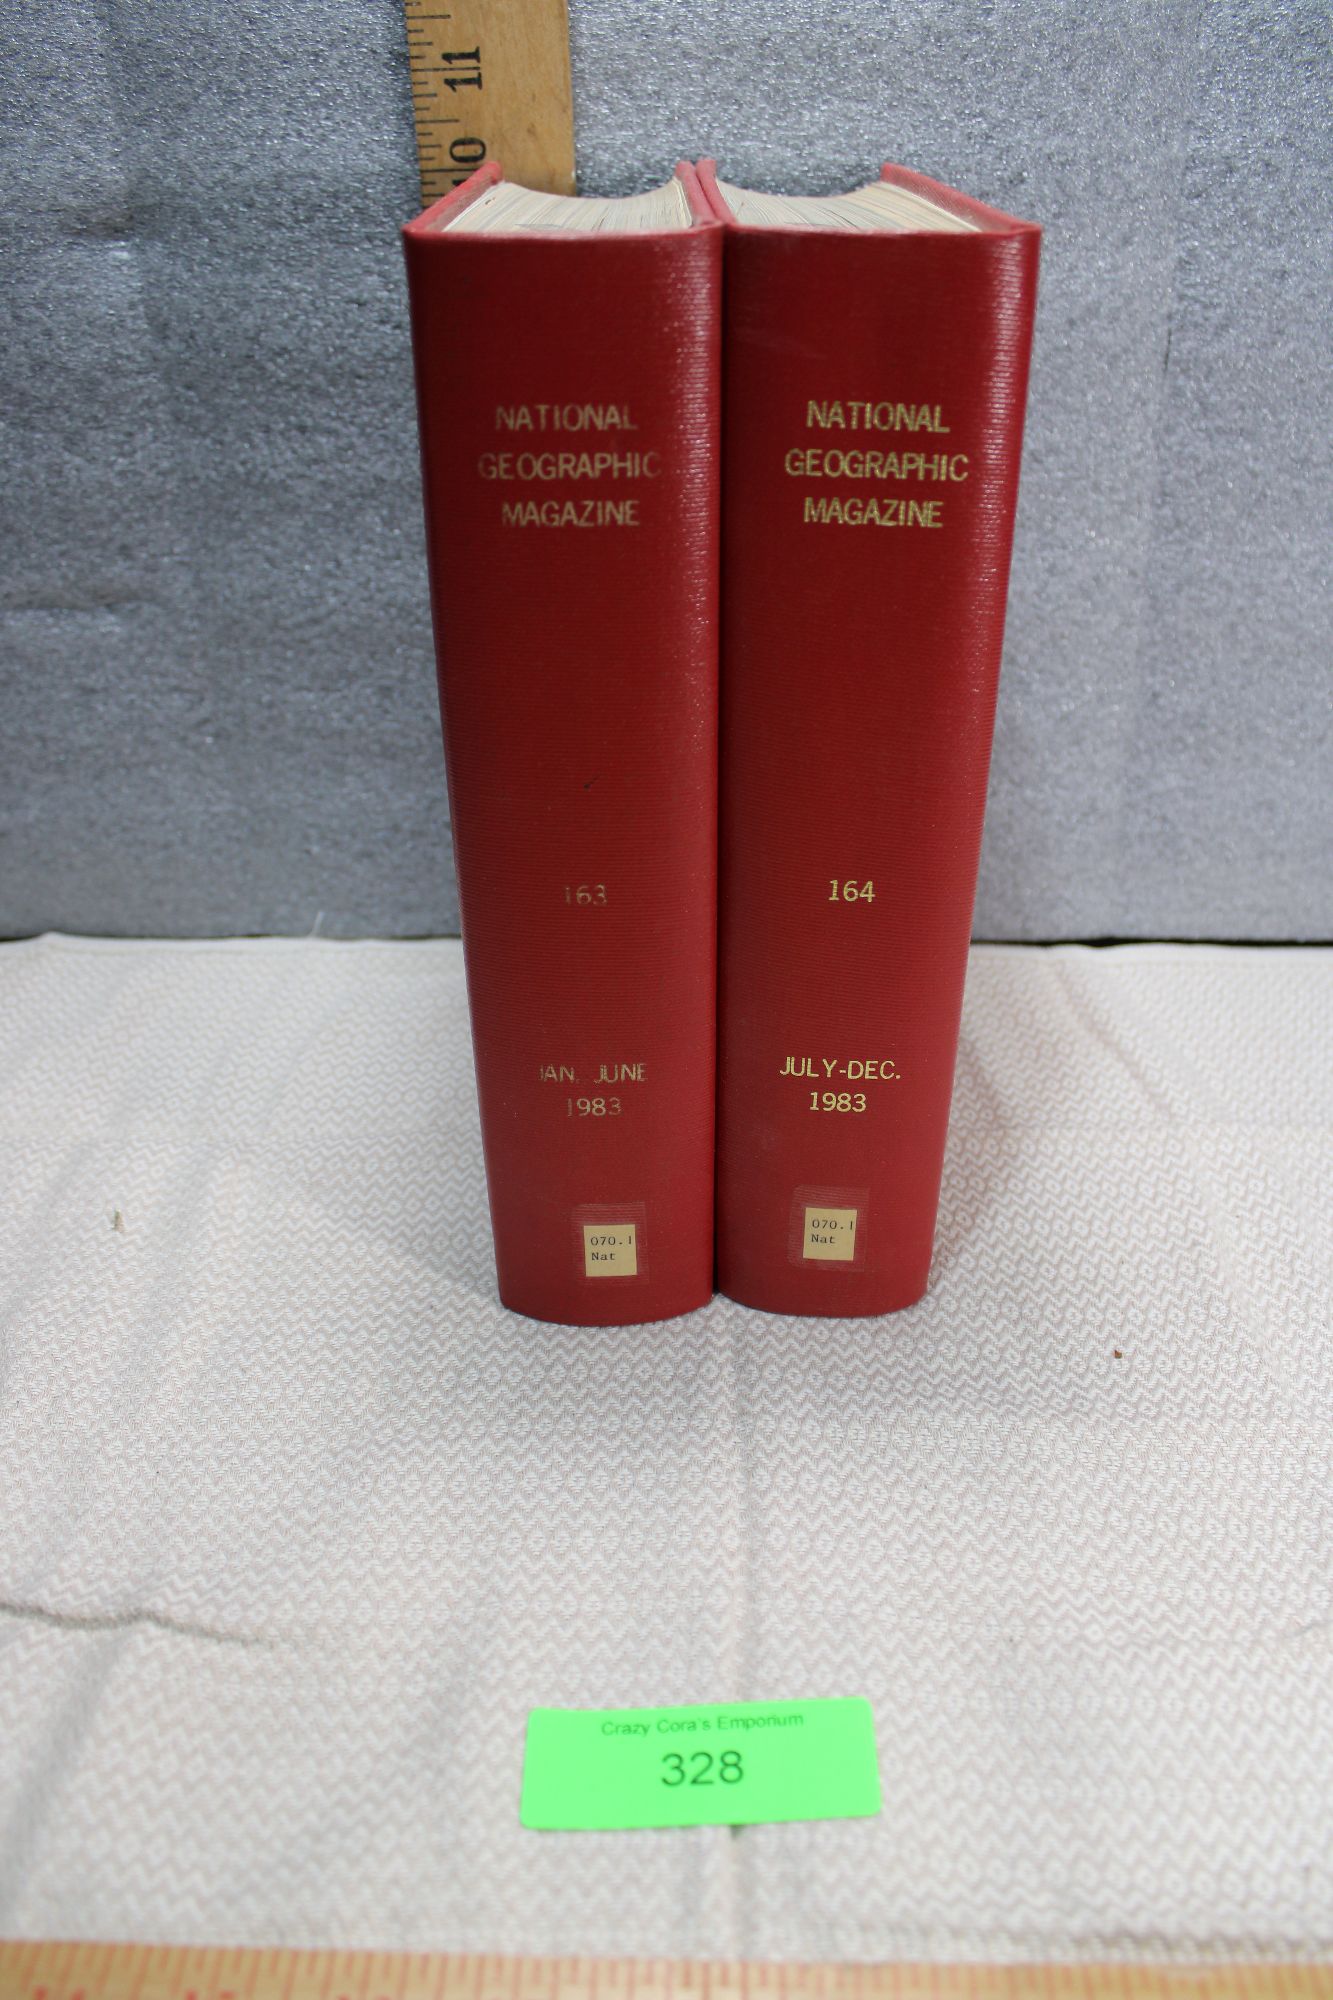 11
10
NATIONAL
GEOGRAPHIC
MAGAZINE
163
JAN. JUNE
1983
070.1
Nat
NATIONAL
GEOGRAPHIC
MAGAZINE
164
JULY-DEC.
1983
070.1
Nat
Crazy Cora's Emporium
328